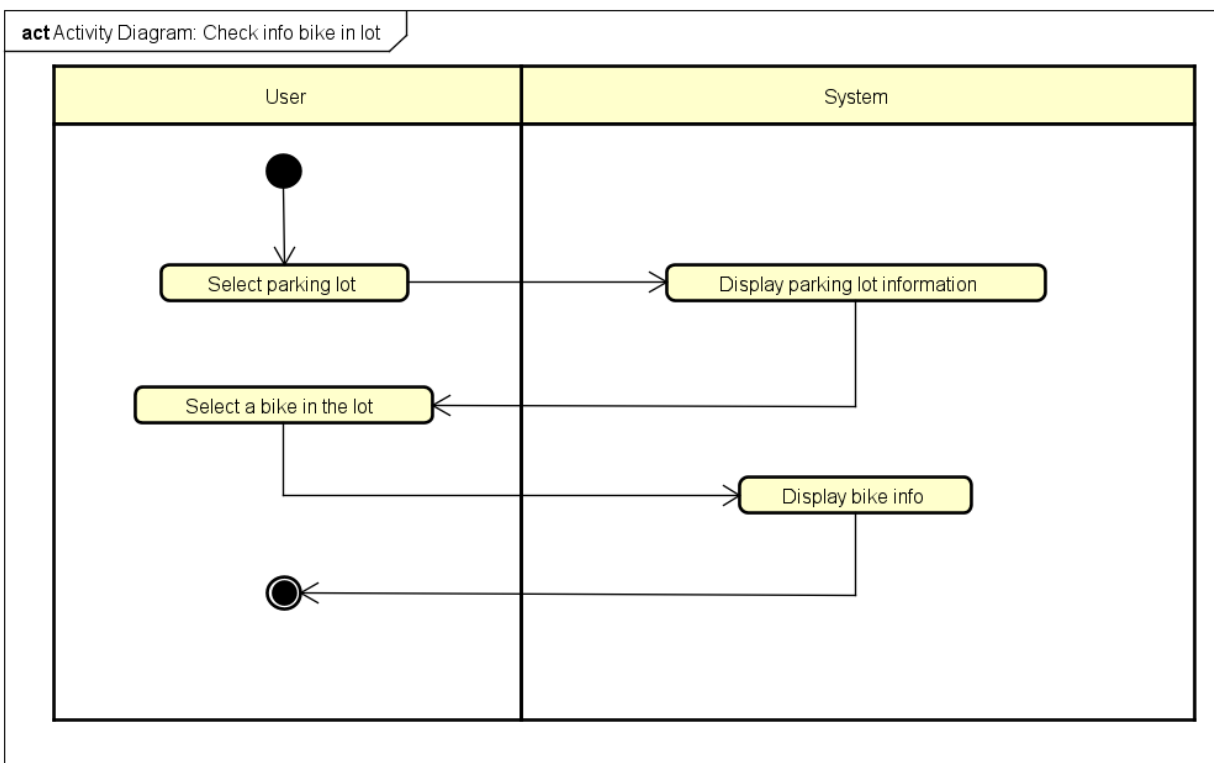 act Activity Diagram: Check info bike in lot
User
System
Select parking lot
Display parking lot information
Select a bike in the lot
Display bike info